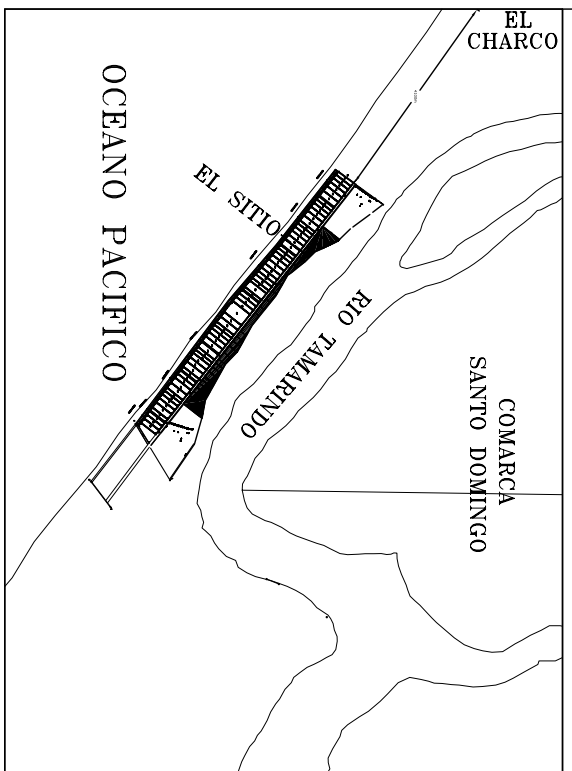 EL
CHARCO
OCEANO PACIFICO
EL SITIO
RIO TAMARINDO
COMARCA
SANTO DOMINGO